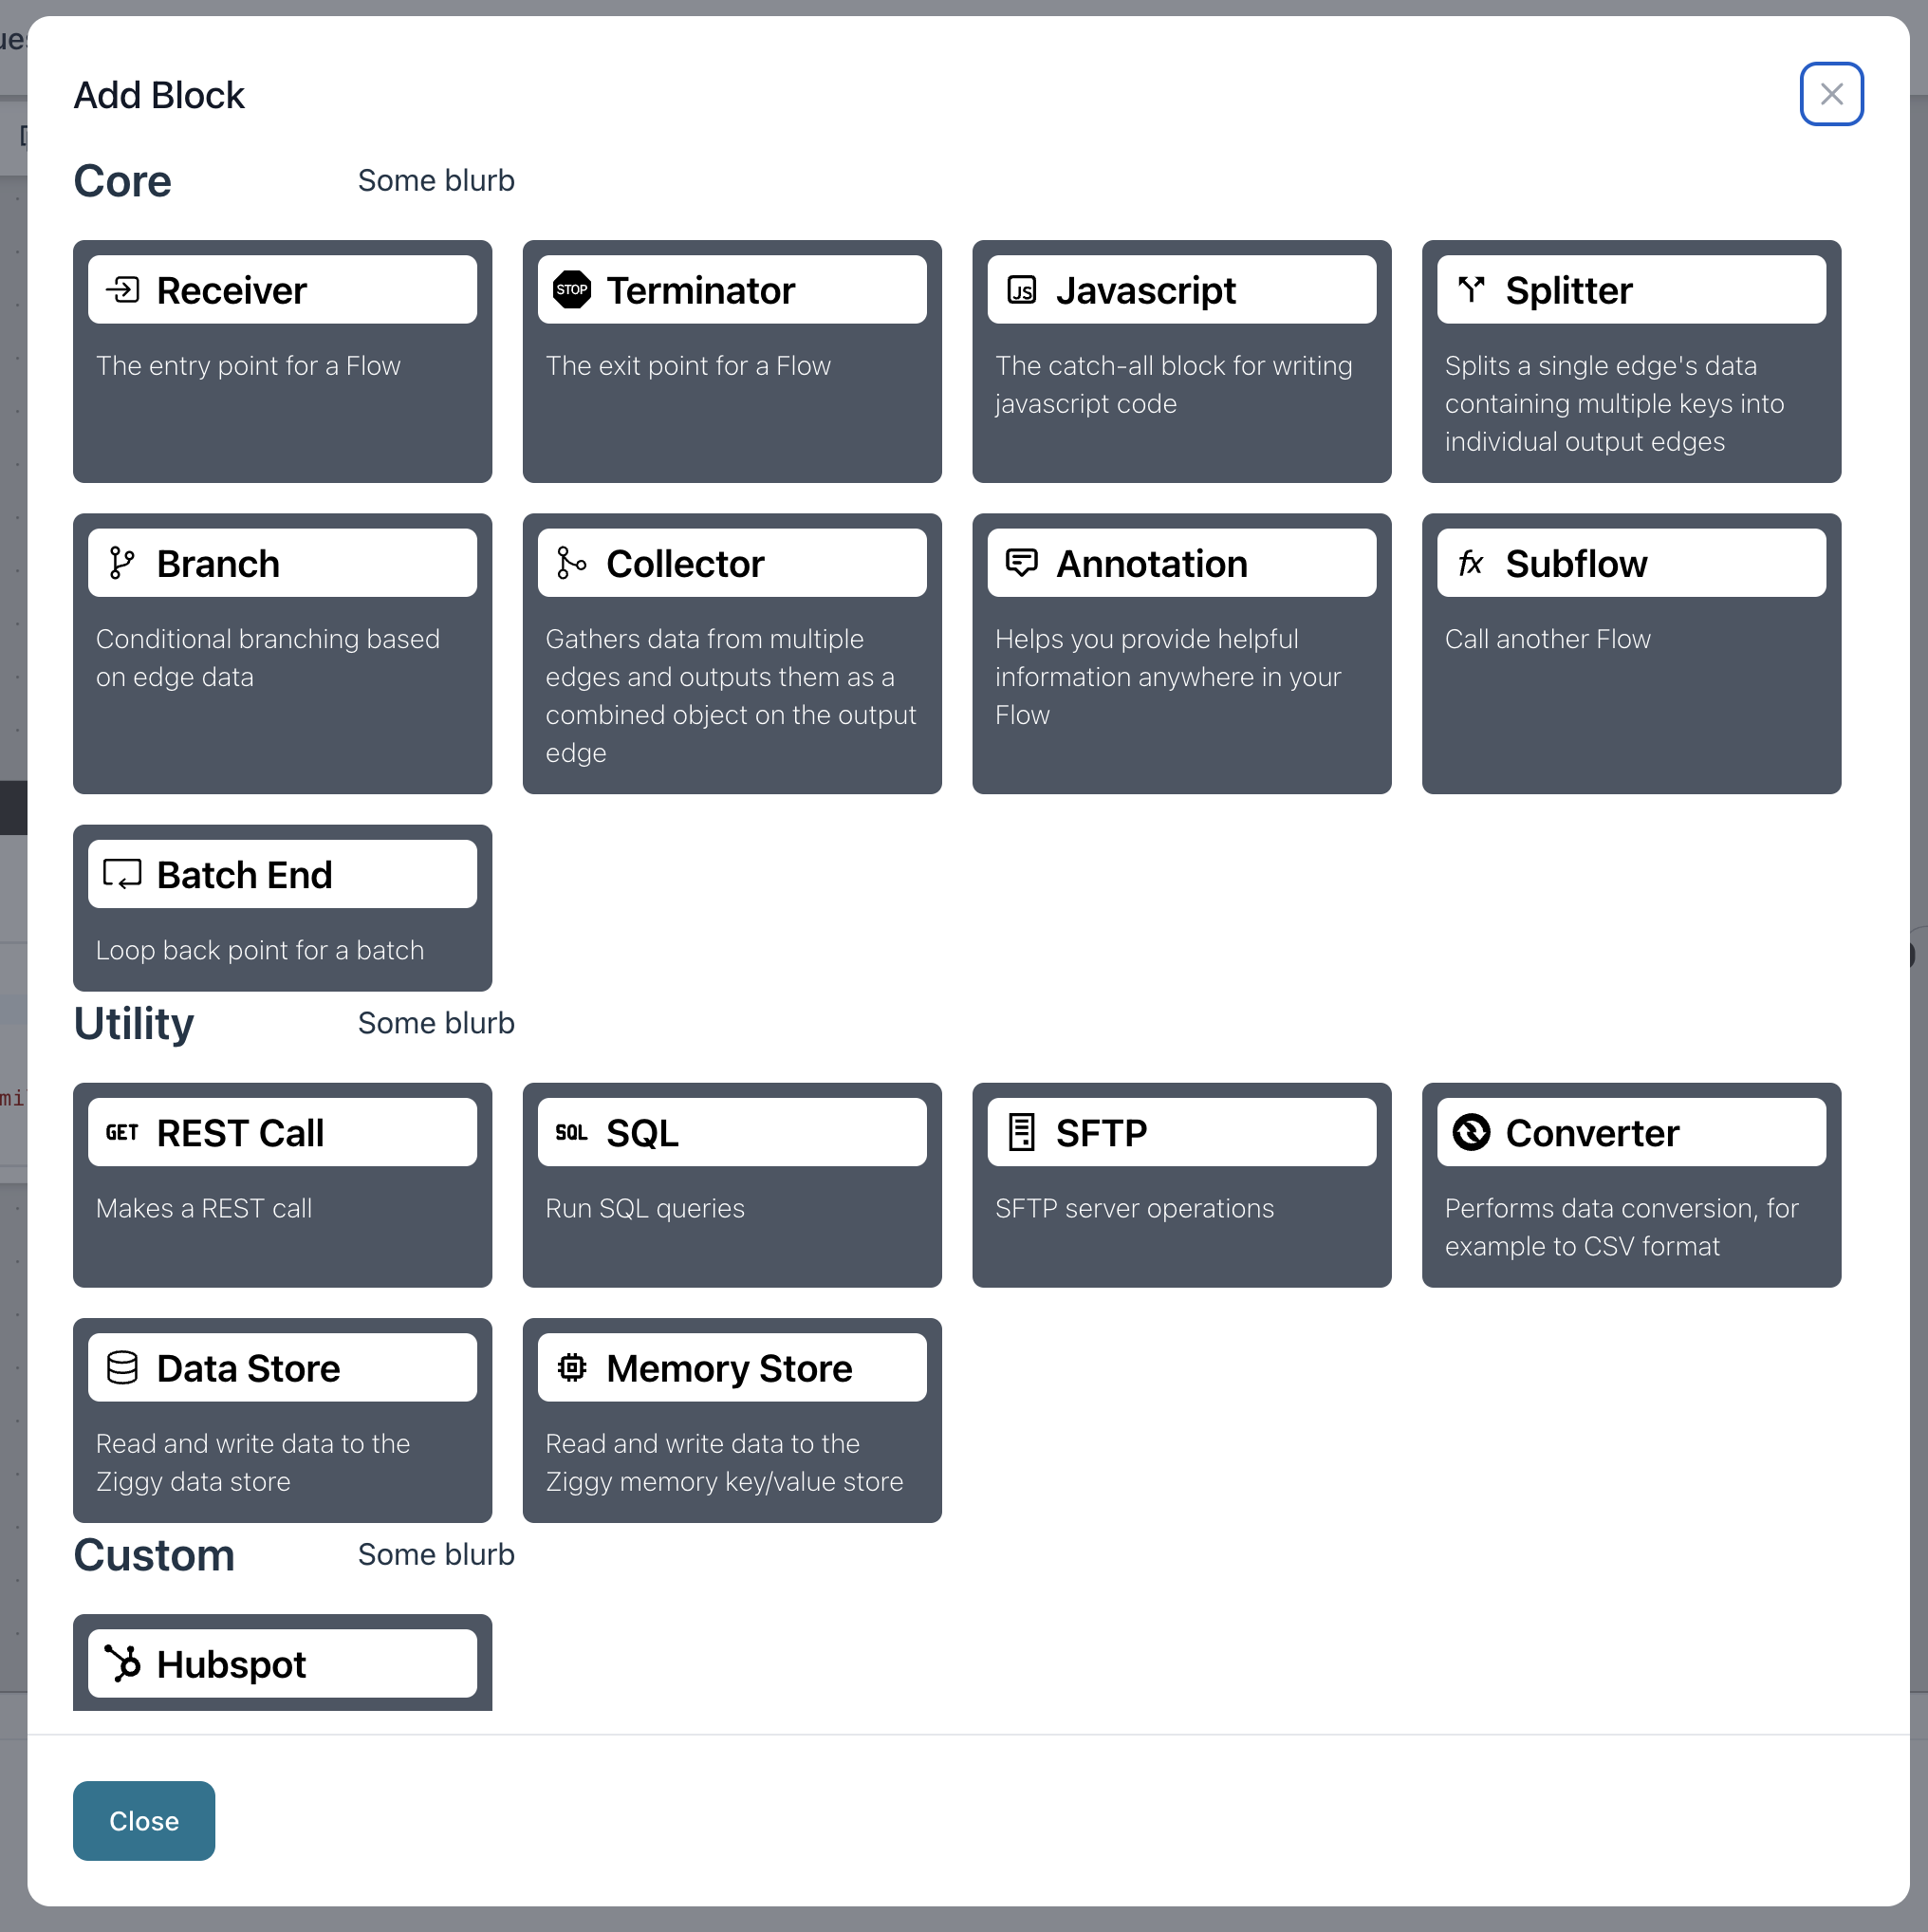 Add Block
Core Some blurb
Receiver
The entry point for a Flow
STOP Terminator
The exit point for a Flow
JS Javascript
The catch-all block for writing
javascript code
Splitter
Splits a single edge's data
containing multiple keys into
individual output edges
Branch
Conditional branching based
on edge data
Collector
Gathers data from multiple
edges and outputs them as a
combined object on the output
edge
Annotation
Helps you provide helpful
information anywhere in your
Flow
fx Subflow
Call another Flow
Batch End
Loop back point for a batch
Utility Some blurb
GET REST Call
Makes a REST call
SQL SQL
Run SQL queries
SFTP
SFTP server operations
Converter
Performs data conversion, for
example to CSV format
Data Store
Read and write data to the
Ziggy data store
Memory Store
Read and write data to the
Ziggy memory key/value store
Custom Some blurb
Hubspot
Close